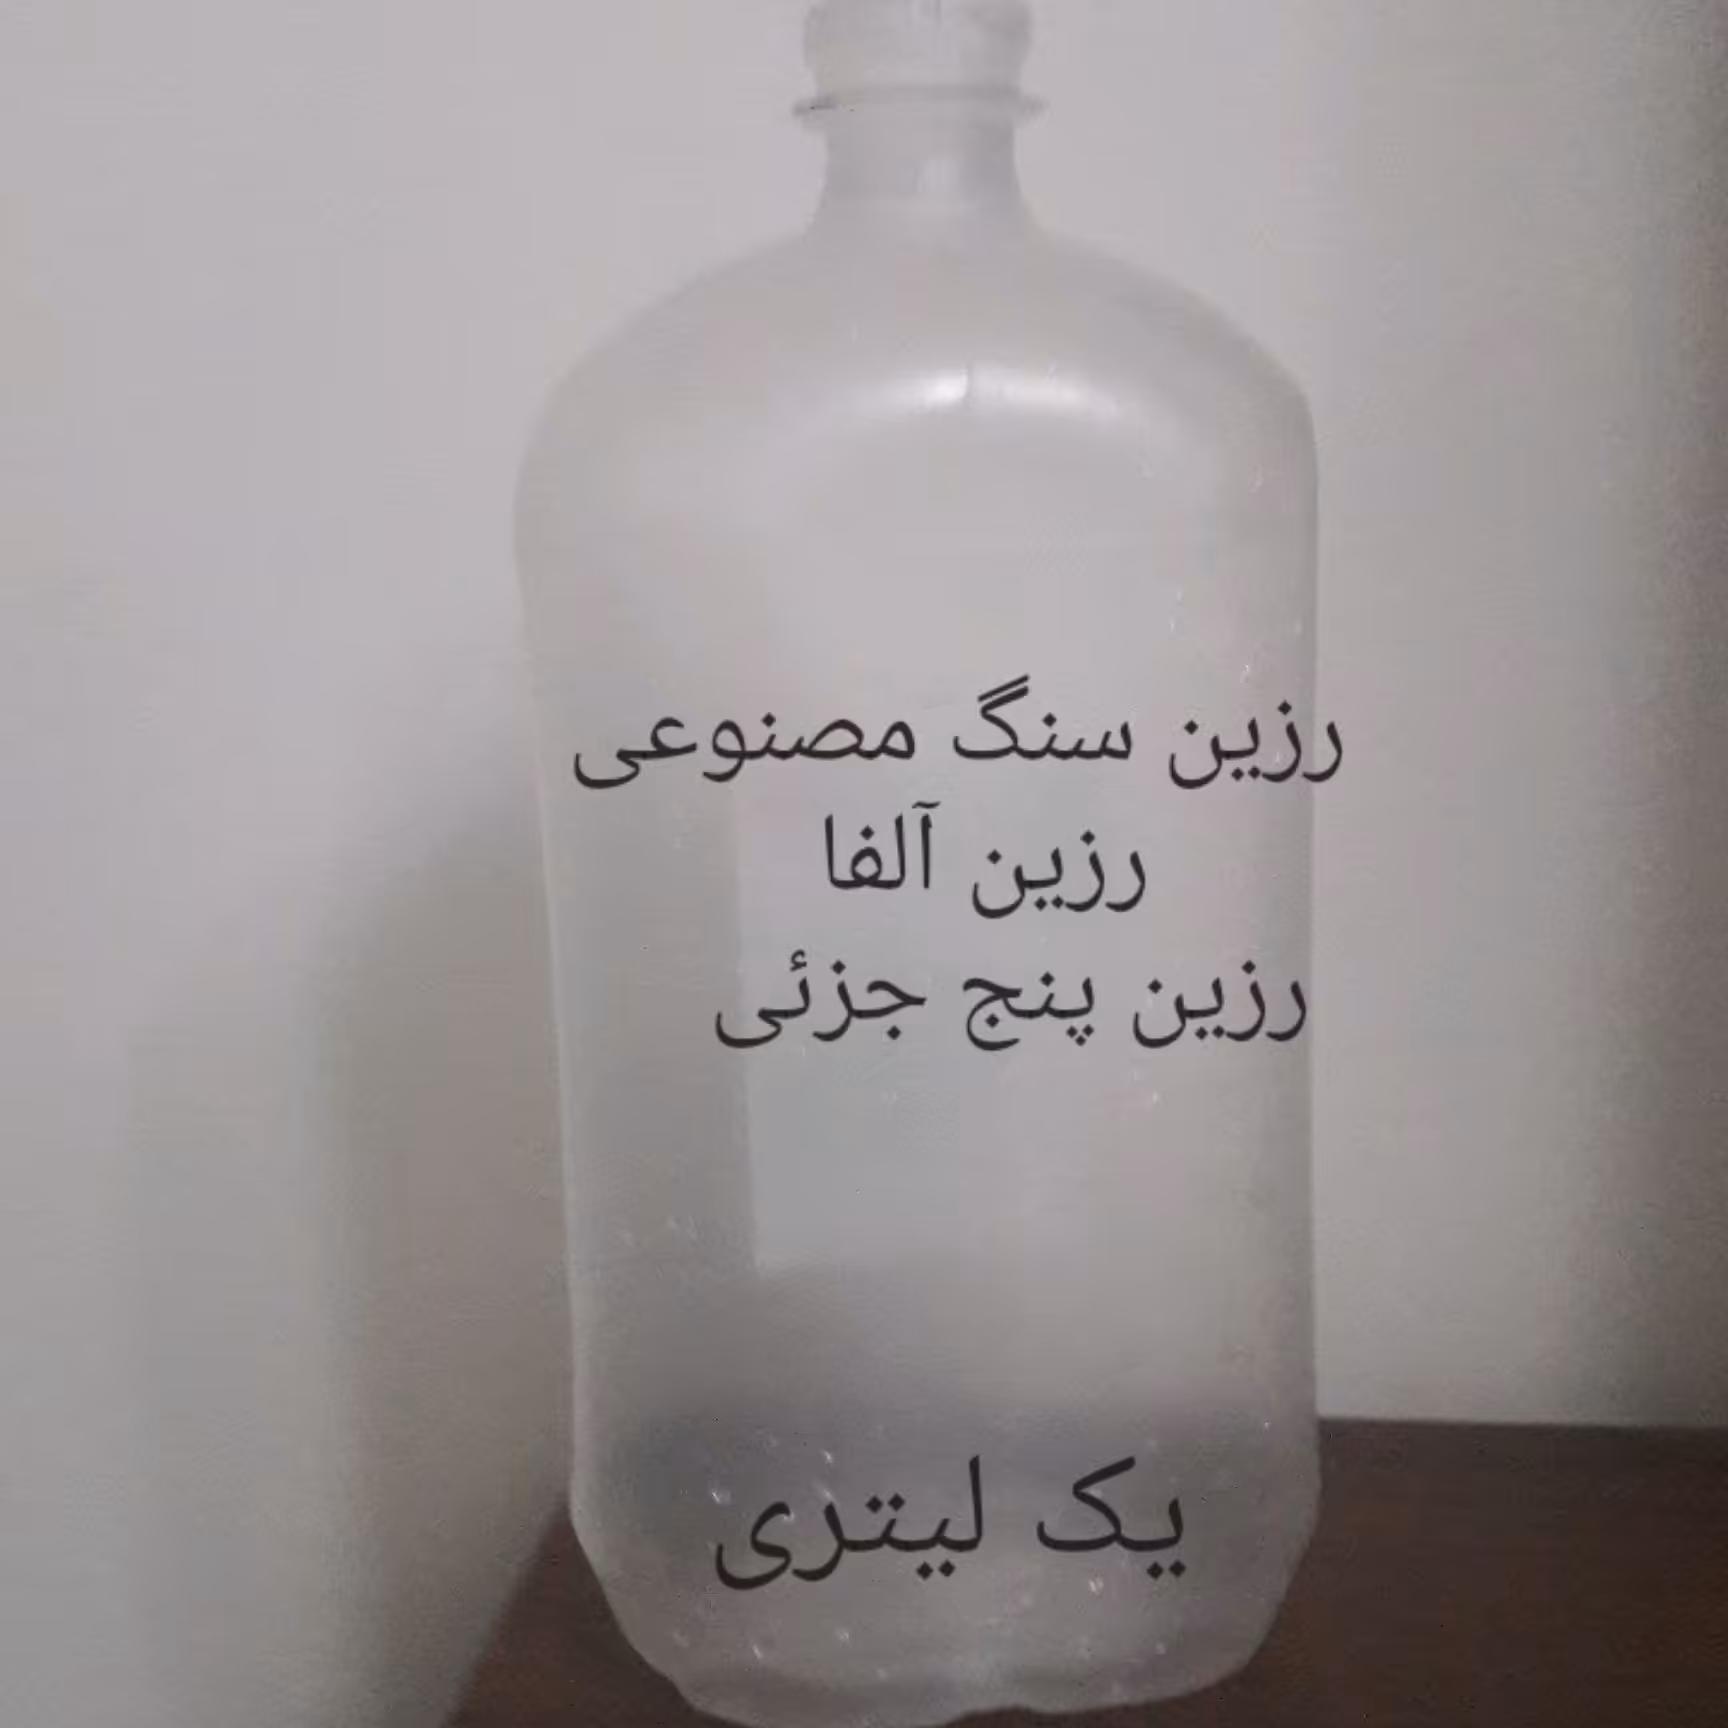 رزین سنگ مصنوعی
رزین آلفا
رزین پنج جزئی
یک لیتری